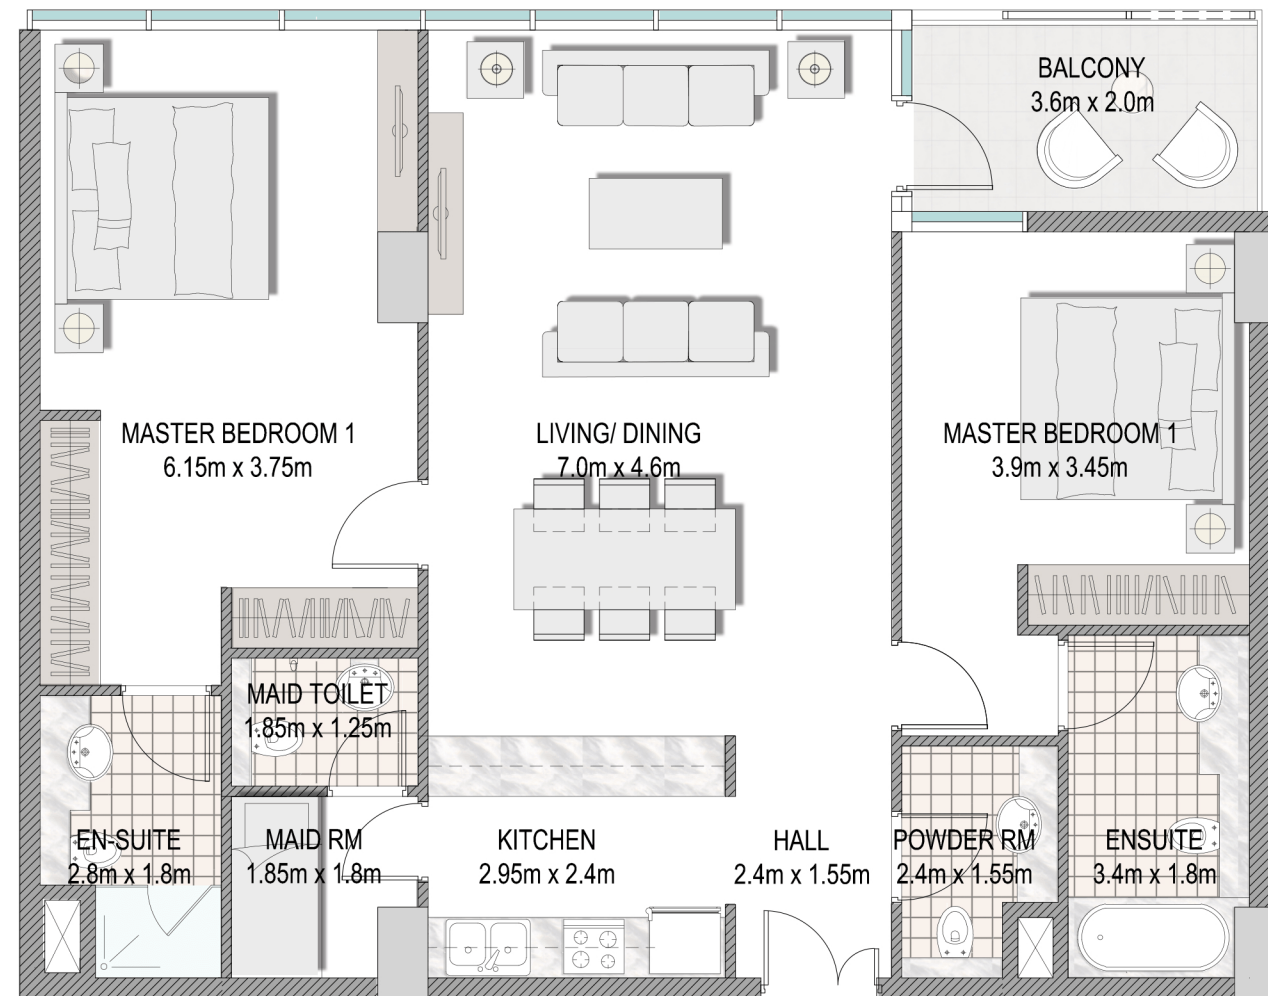 BALCONY
3.6m x 2.0m
MASTER BEDROOM 1
6.15m x 3.75m
LIVING/ DINING
7.0m x 4.6m
MASTER BEDROOM 1
3.9m x 3.45m
MAID TOILET
1.85m x 1.25m
EN-SUITE
2.8m x 1.8m
MAID RM
1.85m x 1.8m
KITCHEN
2.95m x 2.4m
HALL
2.4m x 1.55m
POWDER RM
2.4m x 1.55m
ENSUITE
3.4m x 1.8m